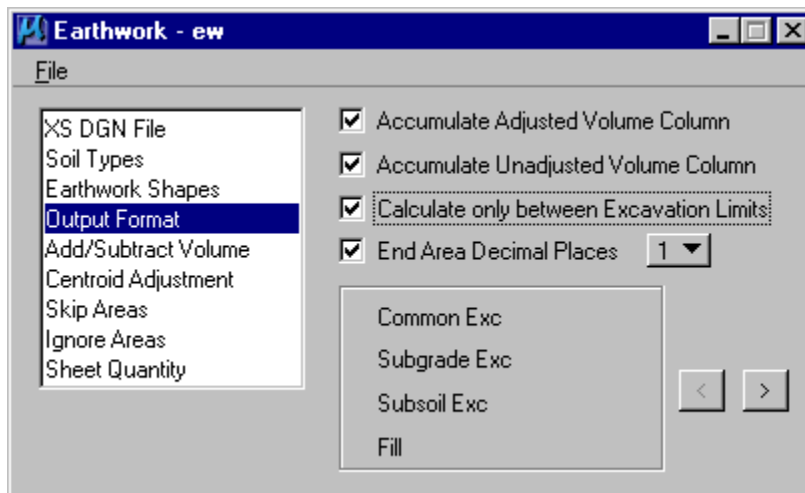 Earthwork - ew
File
XS DGN File
Soil Types
Earthwork Shapes
Output Format
Add/Subtract Volume
Centroid Adjustment
Skip Areas
Ignore Areas
Sheet Quantity
Accumulate Adjusted Volume Column
Accumulate Unadjusted Volume Column
Calculate only between Excavation Limits
End Area Decimal Places 1
Common Exc
Subgrade Exc
Subsoil Exc
Fill
< >